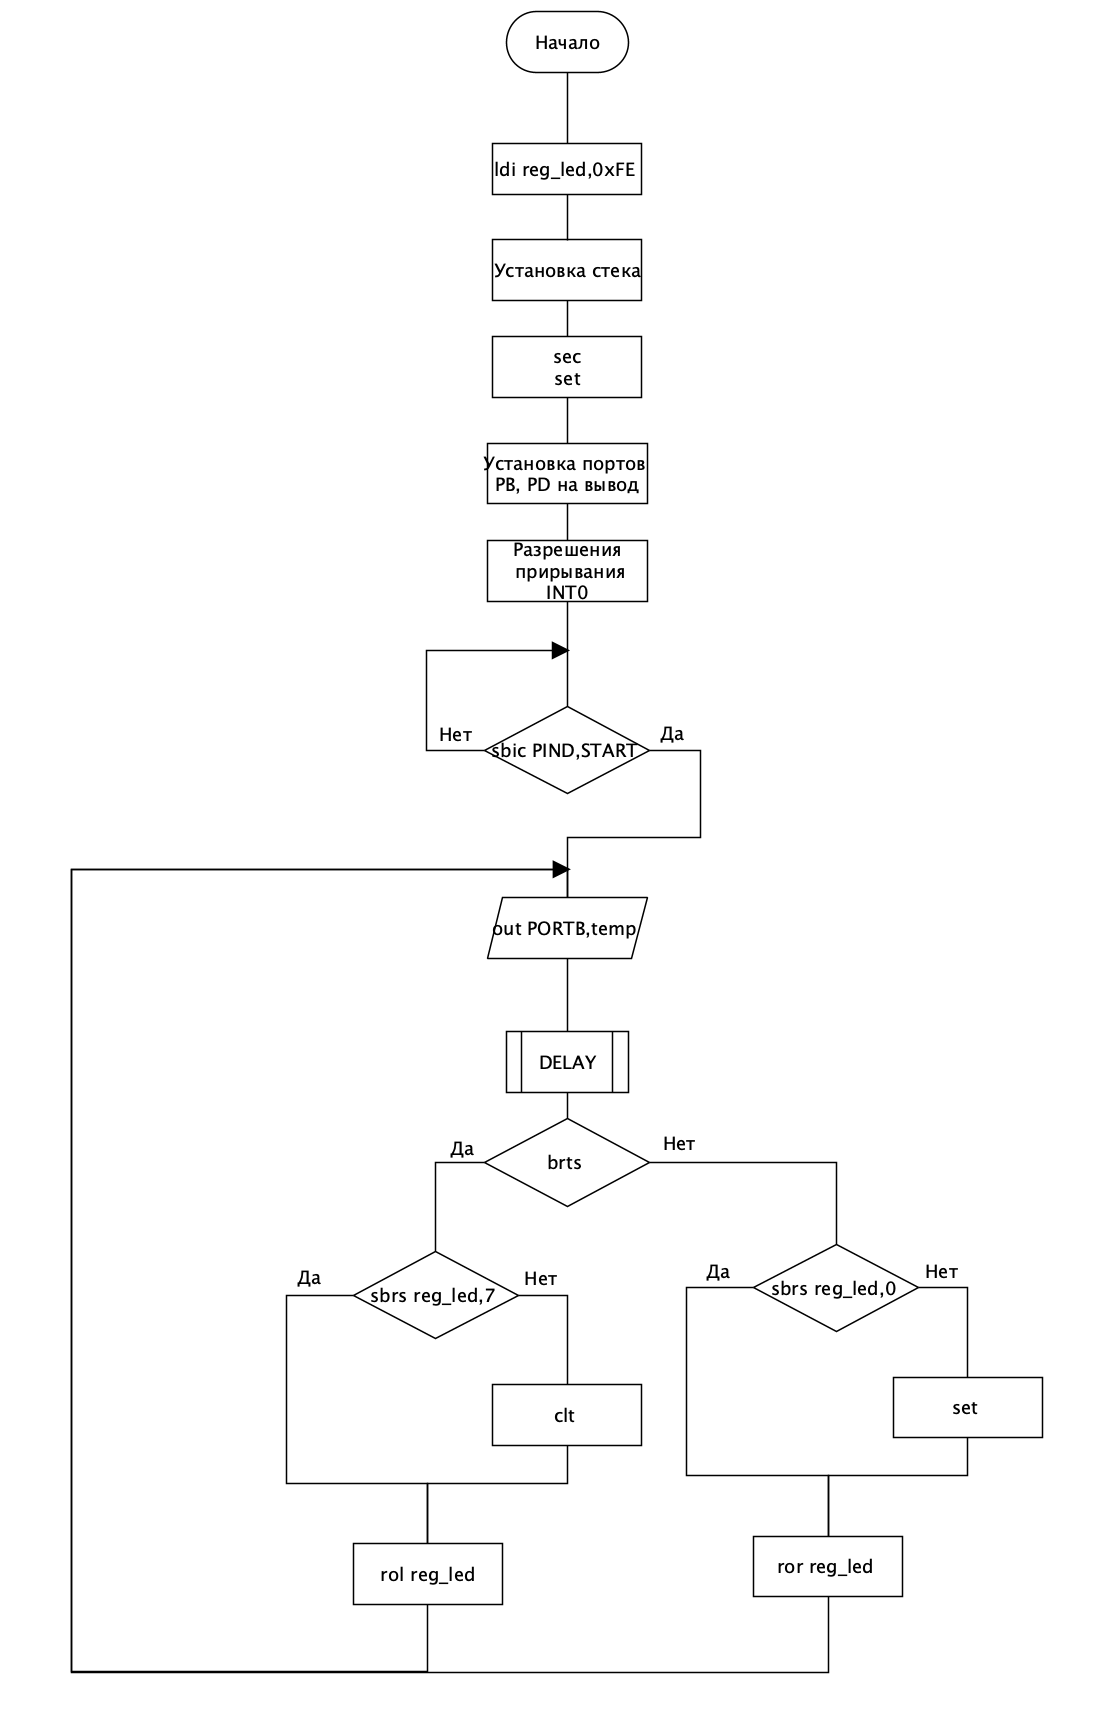 Начало
ldi reg_led,0xFE
Установка стека
sec
set
Установка портов
PB, PD на вывод
Разрешения
прирывания
INT0
Нет
sbic PIND,START
Да
out PORTB,temp
DELAY
Да
brts
Нет
Да
sbrs reg_led,7
Нет
Да
sbrs reg_led,0
Нет
clt
set
rol reg_led
ror reg_led